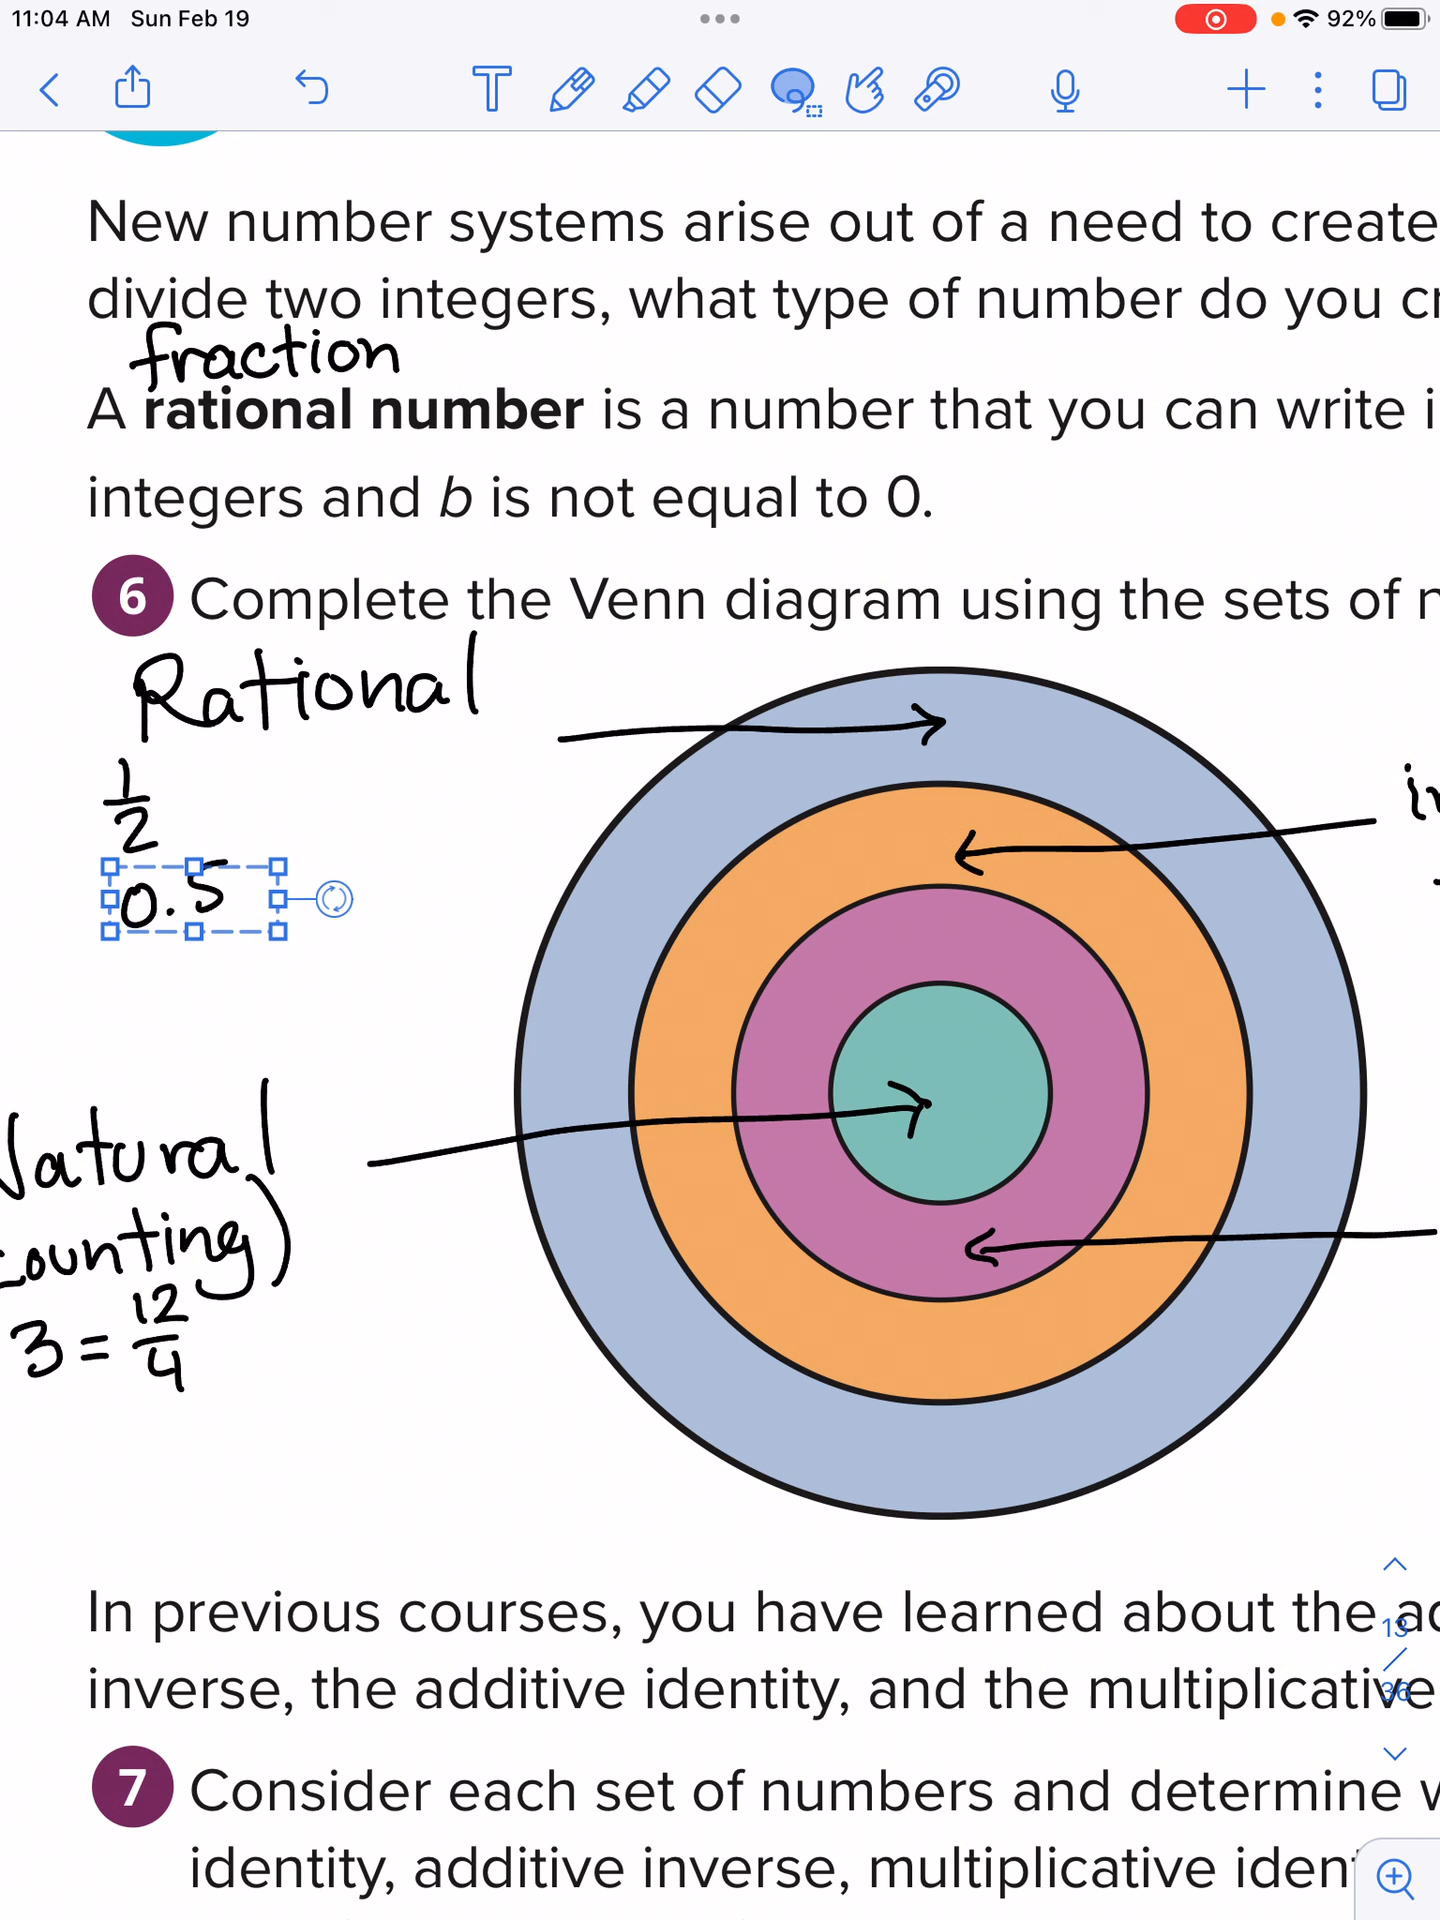 11:04 AM Sun Feb 19
92%
New number systems arise out of a need to create
divide two integers, what type of number do you
fraction
A rational number is a number that you can write
integers and b is not equal to 0.
6 Complete the Venn diagram using the sets of
Rational
1/2
0.5
Natural
counting)
3 = 12/4
In previous courses, you have learned about the
13
/
36
inverse, the additive identity, and the multiplicative
7 Consider each set of numbers and determine
identity, additive inverse, multiplicative